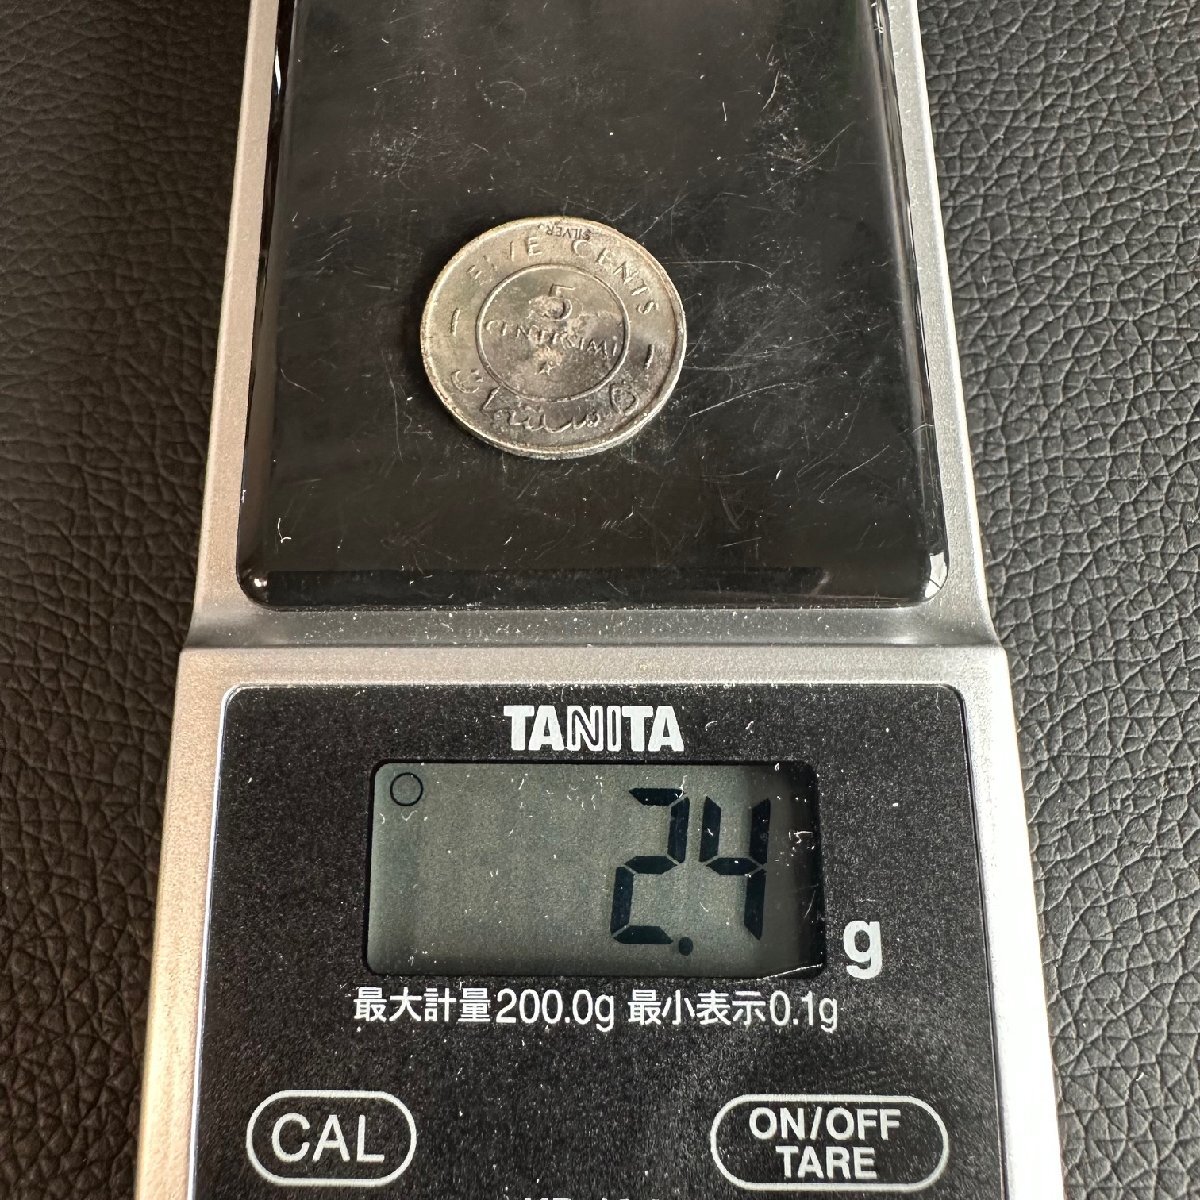 FIVE CENTS
SILVER
5
CENTESIMI
TANITA
2.4
g
最大計量200.0g 最小表示0.1g
CAL
ON/OFF
TARE